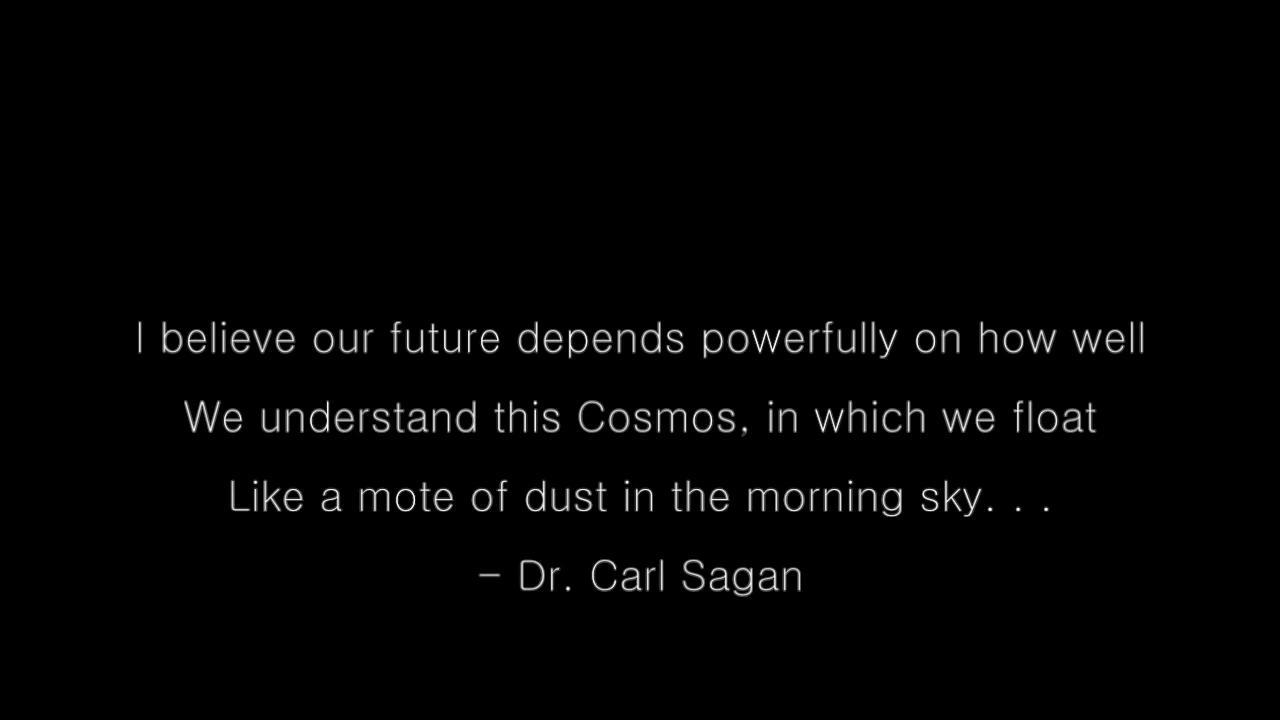 I believe our future depends powerfully on how well
We understand this Cosmos, in which we float
Like a mote of dust in the morning sky. . .
- Dr. Carl Sagan